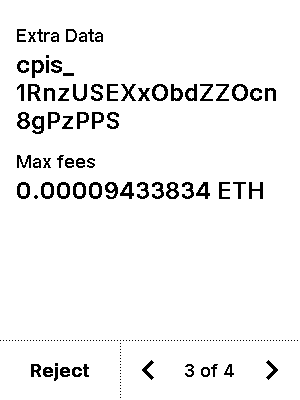 Extra Data
cpis_
1RnzUSEXxObdZZOcn
8gPzPPS
Max fees
0.00009433834 ETH
Reject
3 of 4